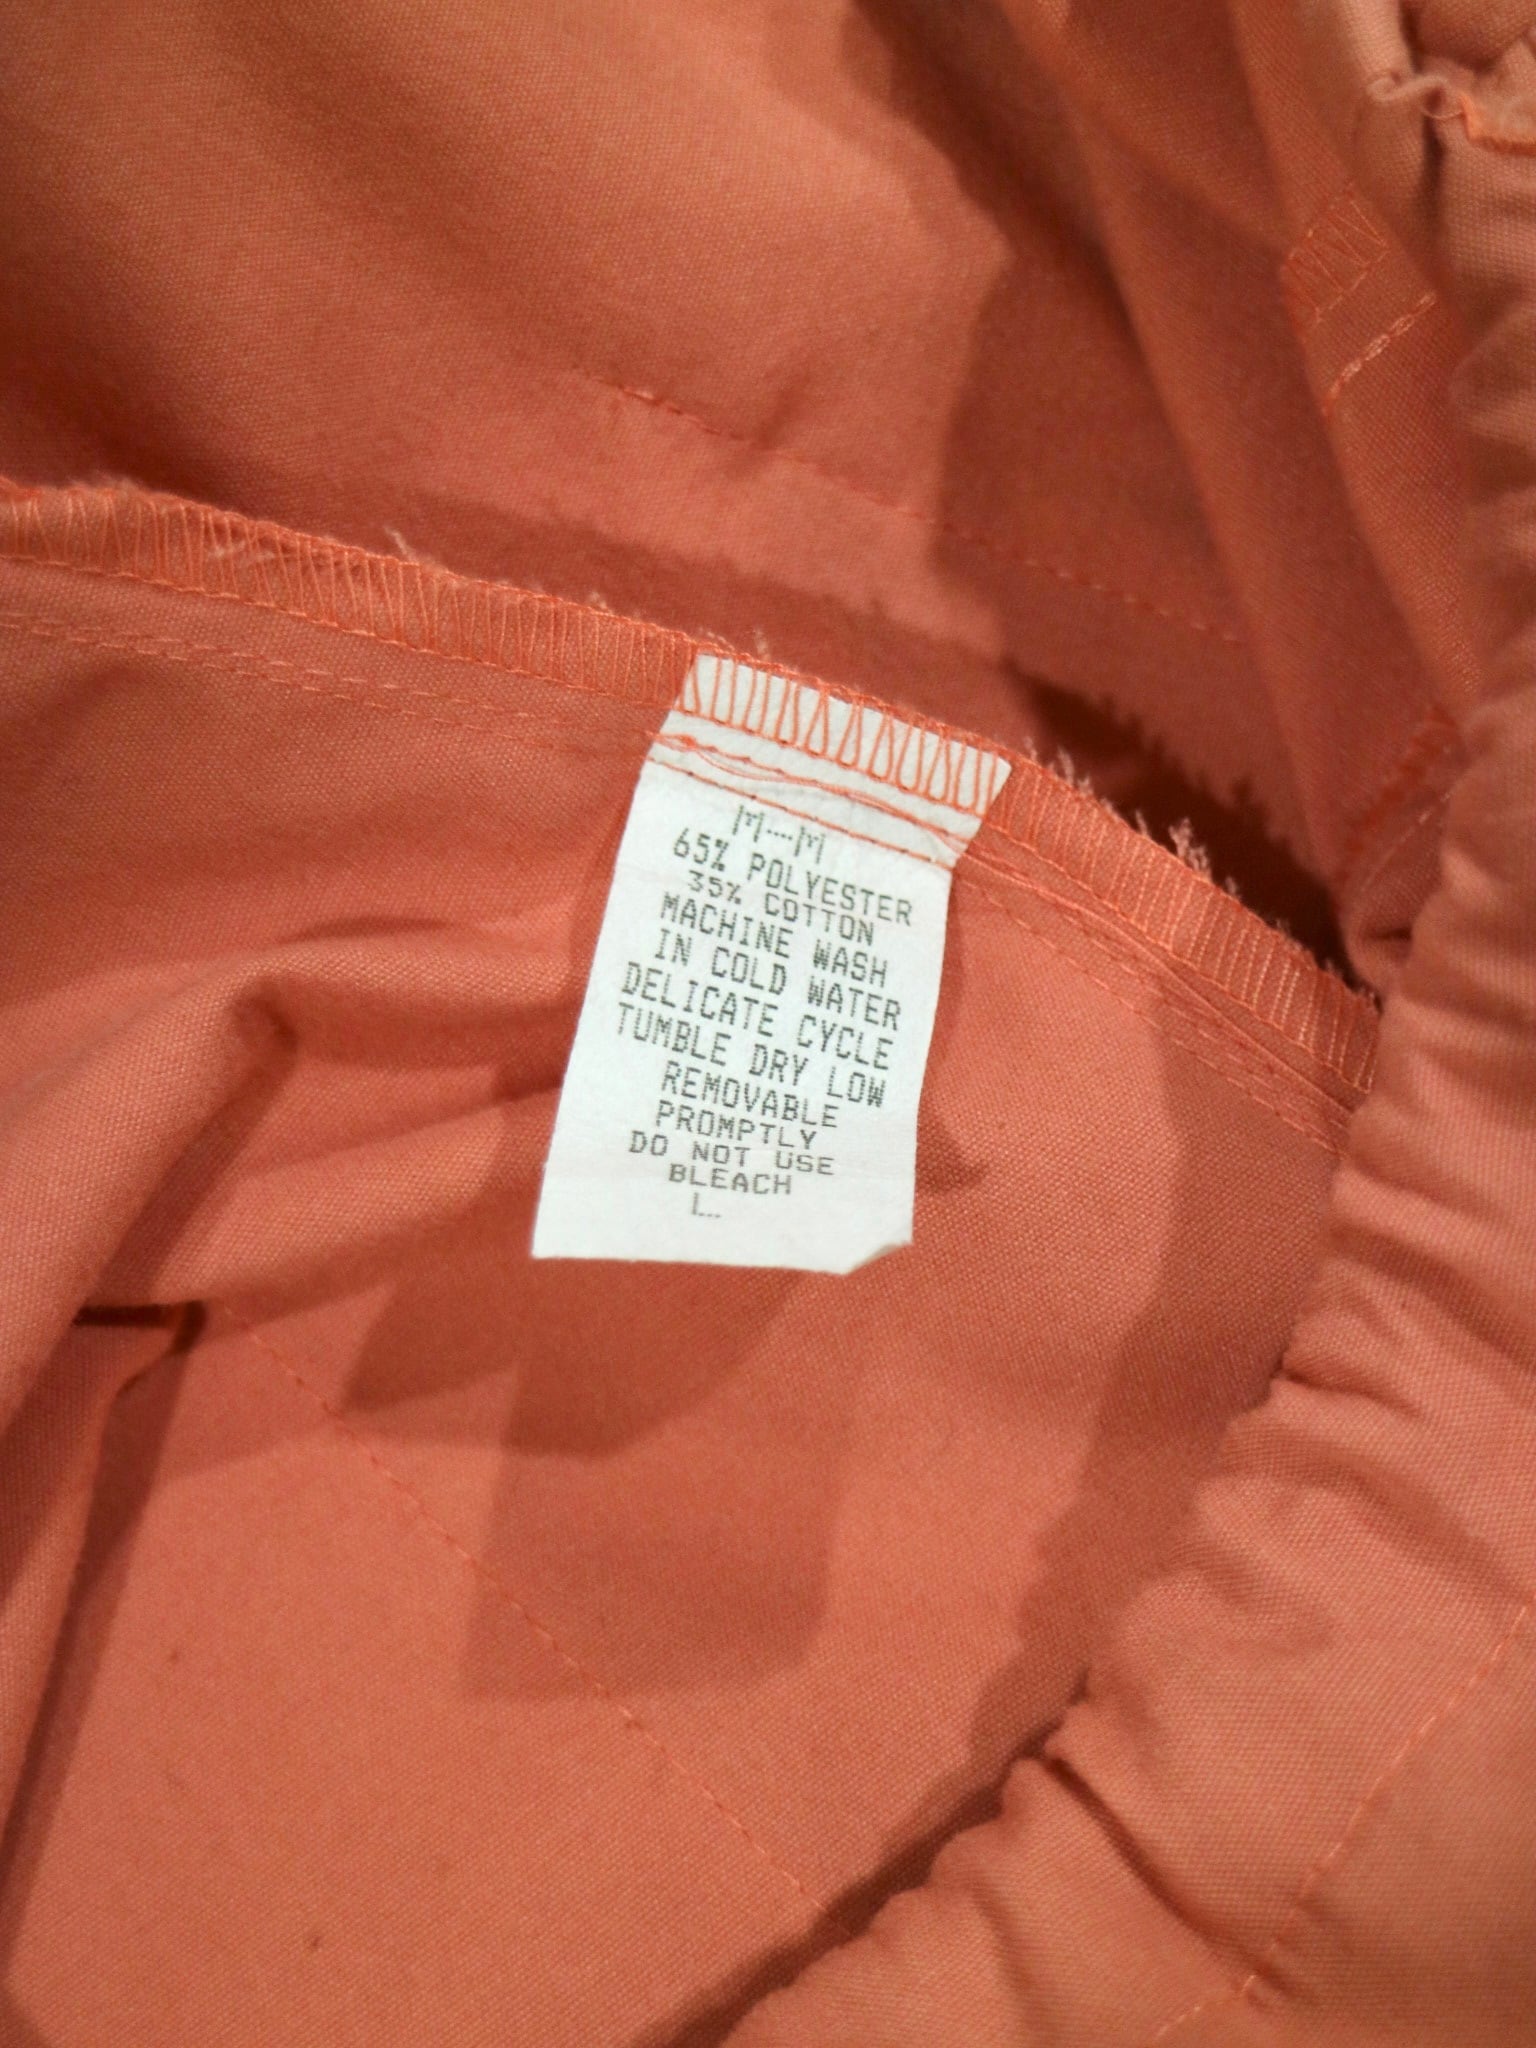 M---M
65% POLYESTER
35% COTTON
MACHINE WASH
IN COLD WATER
DELICATE CYCLE
TUMBLE DRY LOW
REMOVABLE
PROMPTLY
DO NOT USE
BLEACH
L..